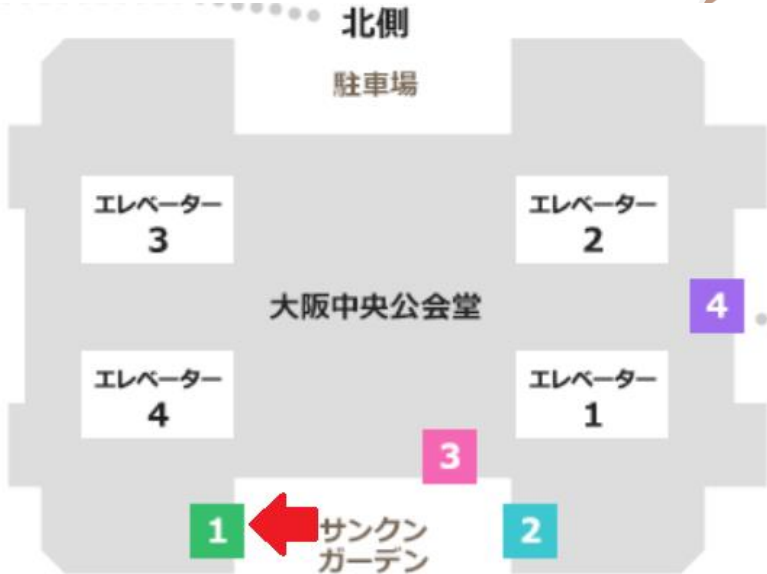 北側
駐車場
エレベーター
3
エレベーター
2
大阪中央公会堂
4
エレベーター
4
エレベーター
1
3
1
サンクン
ガーデン
2